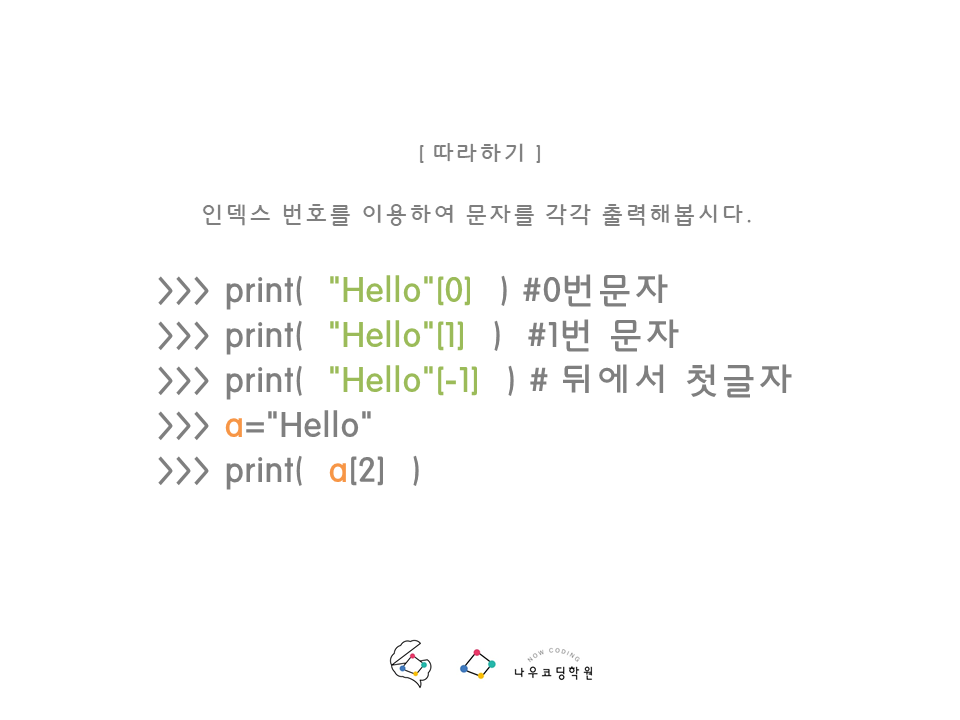 [ 따라하기 ]
인덱스 번호를 이용하여 문자를 각각 출력해봅시다.
>>> print( "Hello"[0] ) #0번문자
>>> print( "Hello"[1] ) #1번 문자
>>> print( "Hello"[-1] ) # 뒤에서 첫글자
>>> a="Hello"
>>> print( a[2] )
NOW CODING
나우코딩학원